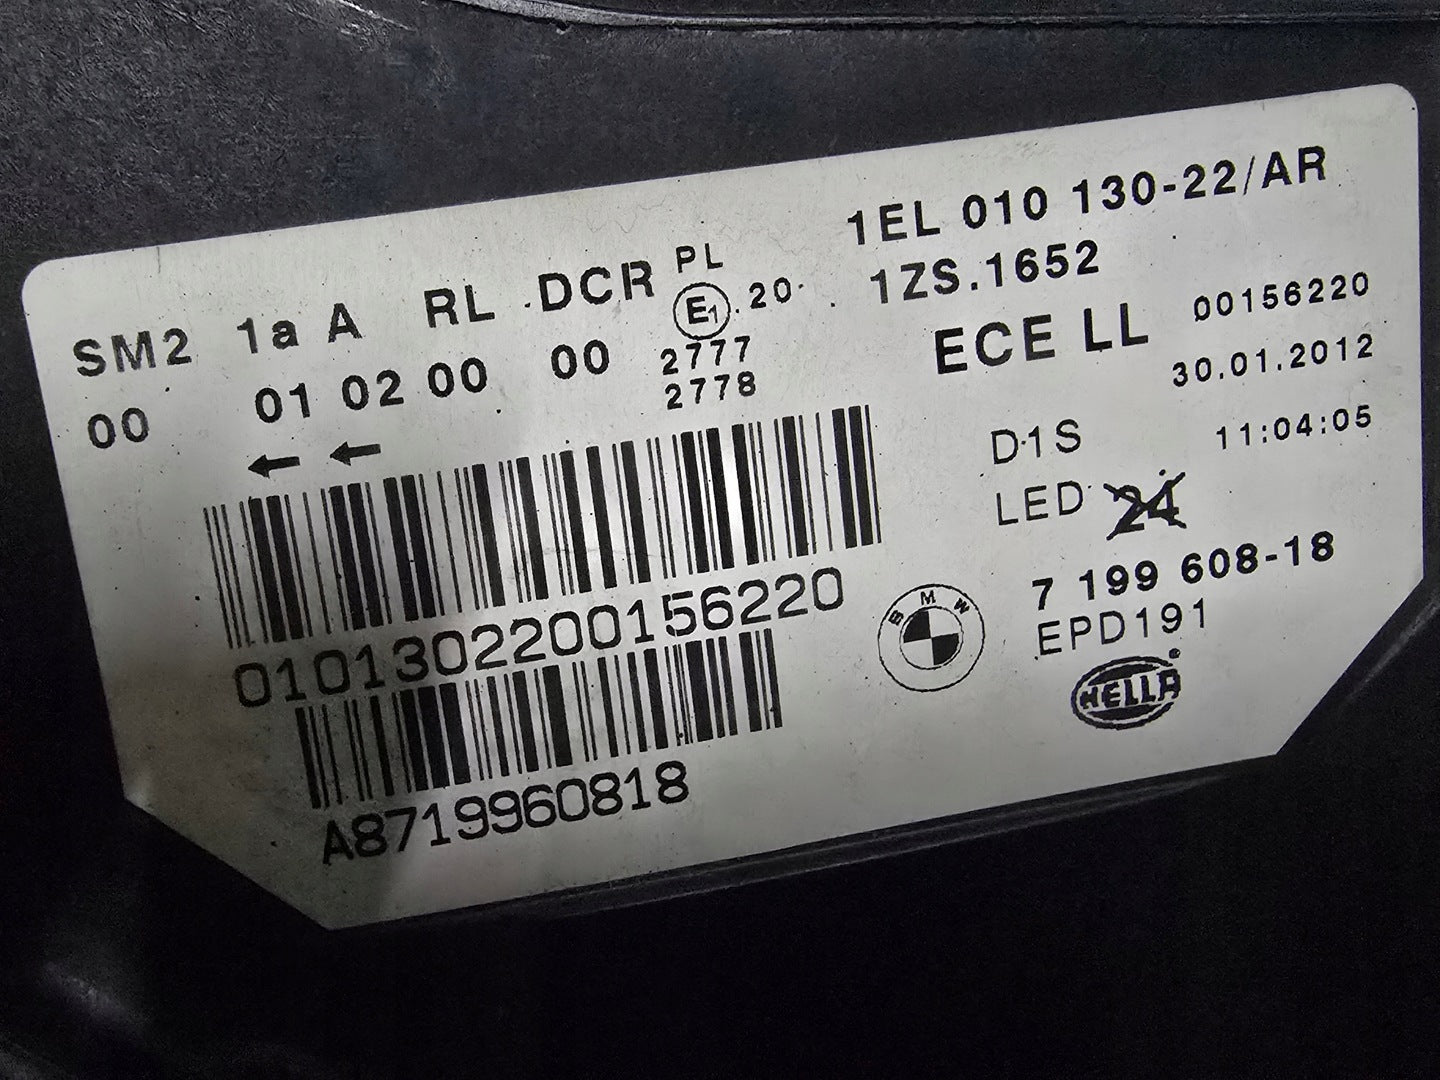 1EL 010 130-22/AR
1ZS.1652
ECE LL
00156220
30.01.2012
11:04:05
SM2 1a A RL DCR PL
E1 .20
00 01 02 00 00 2777
2778
← ←
D1S
LED 24
0101302200156220
7 199 608-18
EPD191
BMW
HELLA
A8719960818